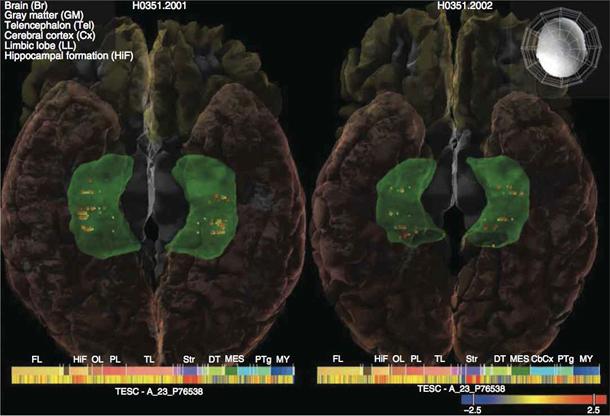 Brain (Br)
Gray matter (GM)
Telencephalon (Tel)
Cerebral cortex (Cx)
Limbic lobe (LL)
Hippocampal formation (HiF)
H0351.2001
H0351.2002
FL HiF OL PL TL Str DT MES PTg MY
TESC - A_23_P76538
FL HiF OL PL TL Str DT MES CbCx PTg MY
TESC - A_23_P76538
−2.5 2.5